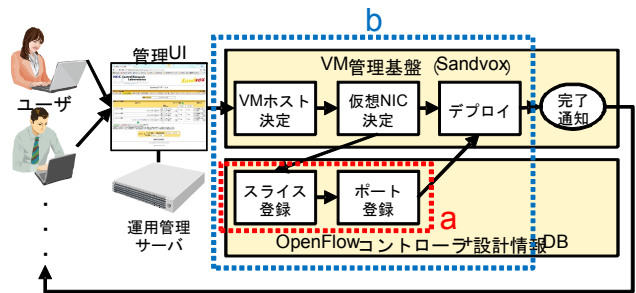 b
管理UI
VM管理基盤（Sandvox）
ユーザ
VMホスト
決定
仮想NIC
決定
デプロイ
完了
通知
スライス
登録
ポート
登録
a
運用管理
サーバ
OpenFlowコントローラ+設計情報DB